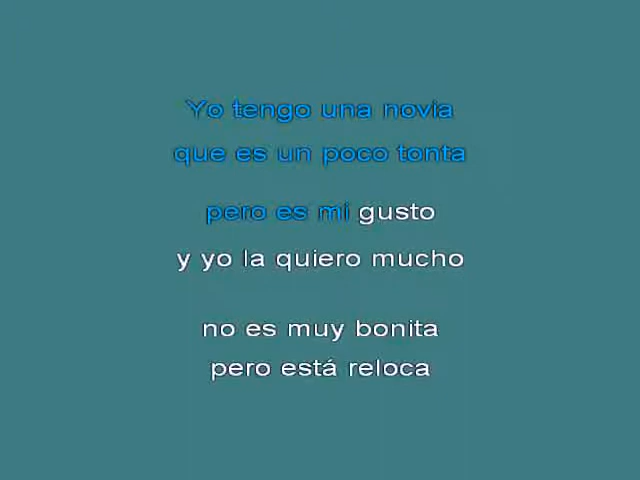 Yo tengo una novia
que es un poco tonta
pero es mi gusto
y yo la quiero mucho
no es muy bonita
pero está reloca